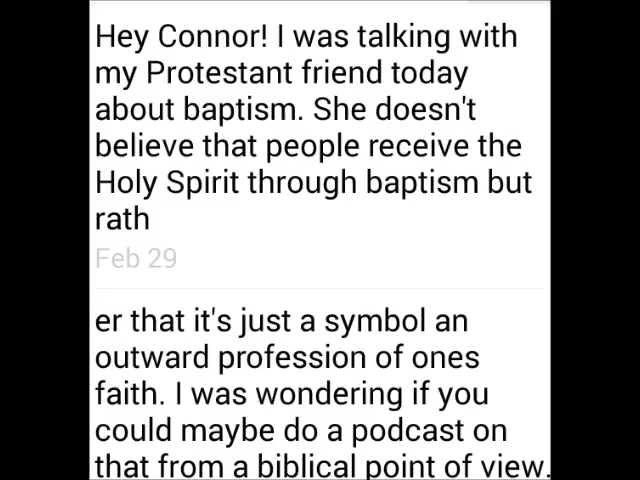 Hey Connor! I was talking with
my Protestant friend today
about baptism. She doesn't
believe that people receive the
Holy Spirit through baptism but
rath
Feb 29
er that it's just a symbol an
outward profession of ones
faith. I was wondering if you
could maybe do a podcast on
that from a biblical point of view.